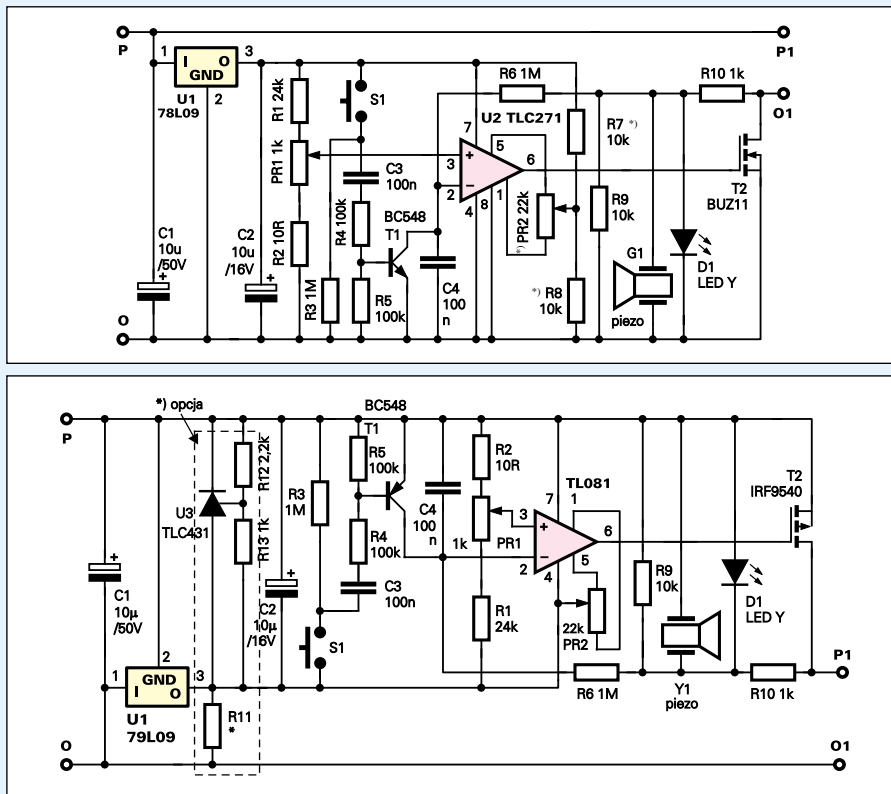 P
P1
1
I O
GND
3
2
U1
78L09
R1 24k
PR1 1k
R2 10R
C1
10u
/50V
+
C2
10u
/16V
+
S1
C3
100n
R4 100k
R3 1M
BC548
T1
R5
100k
C4
100
n
R6 1M
U2 TLC271
7
5
3
+
6
2
−
4
8
1
*) PR2 22k
R7 *)
10k
*) R8
10k
R9
10k
G1
piezo
D1
LED Y
R10 1k
O1
T2
BUZ11
O
P
*) opcja
U3
TLC431
R12 2,2k
R13 1k
C1
10µ
/50V
+
C2
10µ
/16V
+
1
2
GND
I O
3
U1
79L09
R11
*
R3
1M
BC548
T1
R5
100k
R4
100k
C3
100n
S1
C4
100
n
R2
10R
1k
PR1
R1
24k
TL081
7
1
3
+
6
2
−
4
5
22k
PR2
R6 1M
R9
10k
Y1
piezo
D1
LED Y
R10 1k
T2
IRF9540
P1
O
O1